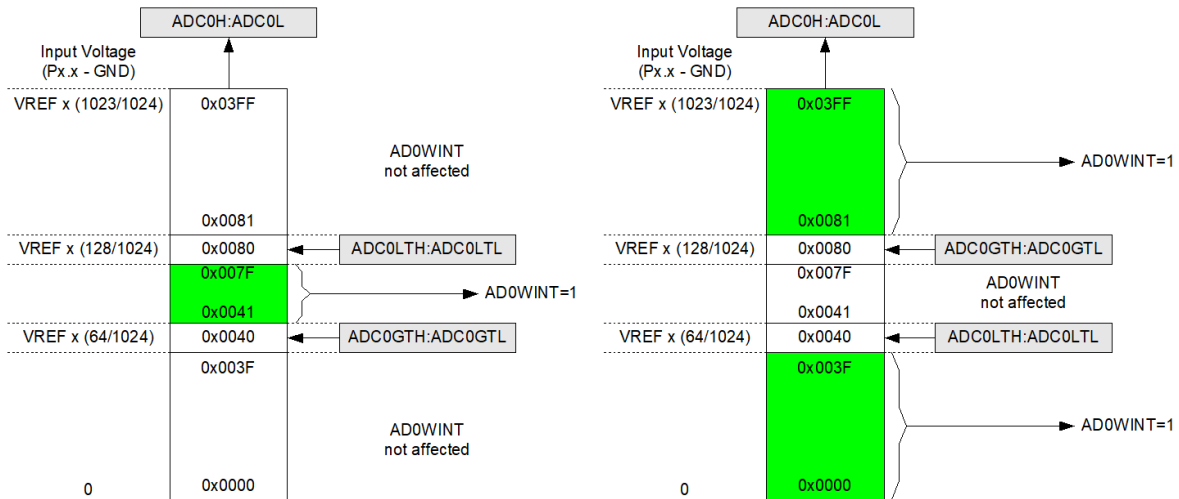 ADC0H:ADC0L
Input Voltage
(Px.x - GND)
VREF x (1023/1024)
0x03FF
AD0WINT
not affected
0x0081
VREF x (128/1024)
0x0080
ADC0LTH:ADC0LTL
0x007F
AD0WINT=1
0x0041
VREF x (64/1024)
0x0040
ADC0GTH:ADC0GTL
0x003F
AD0WINT
not affected
0
0x0000
ADC0H:ADC0L
Input Voltage
(Px.x - GND)
VREF x (1023/1024)
0x03FF
AD0WINT=1
0x0081
VREF x (128/1024)
0x0080
ADC0GTH:ADC0GTL
0x007F
AD0WINT
not affected
0x0041
VREF x (64/1024)
0x0040
ADC0LTH:ADC0LTL
0x003F
AD0WINT=1
0
0x0000